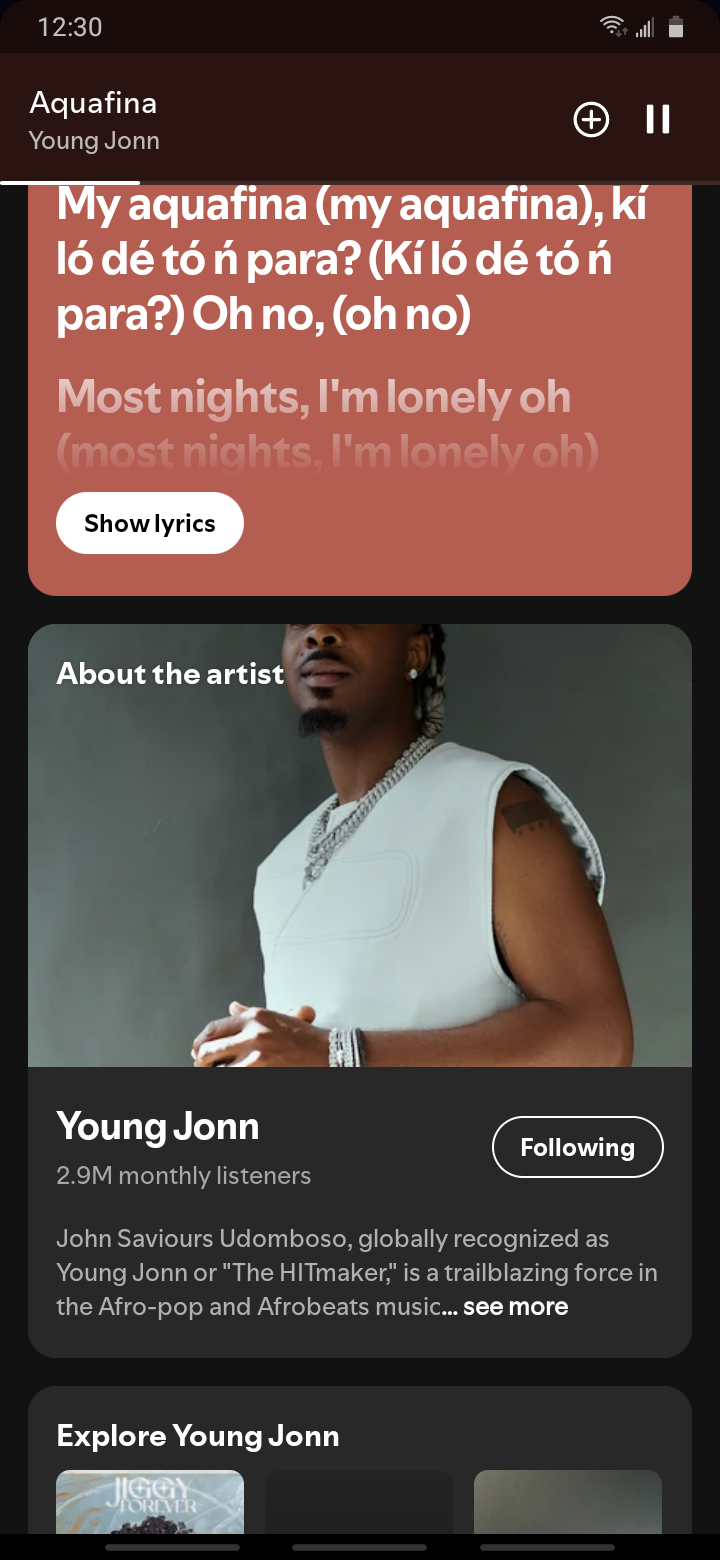 12:30
Aquafina
Young Jonn
My aquafina (my aquafina), kí
ló dé tó ń para? (Kí ló dé tó ń
para?) Oh no, (oh no)
Most nights, I'm lonely oh
(most nights, I'm lonely oh)
Show lyrics
About the artist
Young Jonn
2.9M monthly listeners
Following
John Saviours Udomboso, globally recognized as
Young Jonn or "The HITmaker," is a trailblazing force in
the Afro-pop and Afrobeats music... see more
Explore Young Jonn
JIGGY
FOREVER